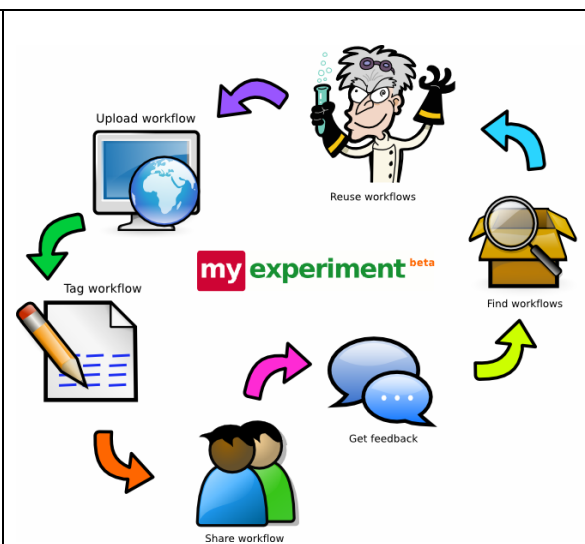 Upload workflow
Reuse workflows
my experiment beta
Tag workflow
Find workflows
Get feedback
Share workflow